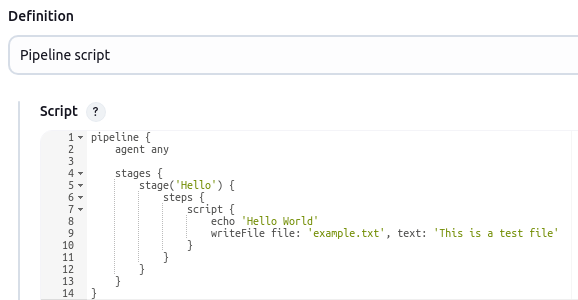 Definition
Pipeline script
Script ?
1 pipeline {
2     agent any
3
4     stages {
5         stage('Hello') {
6             steps {
7                 script {
8                     echo 'Hello World'
9                     writeFile file: 'example.txt', text: 'This is a test file'
10                 }
11             }
12         }
13     }
14 }